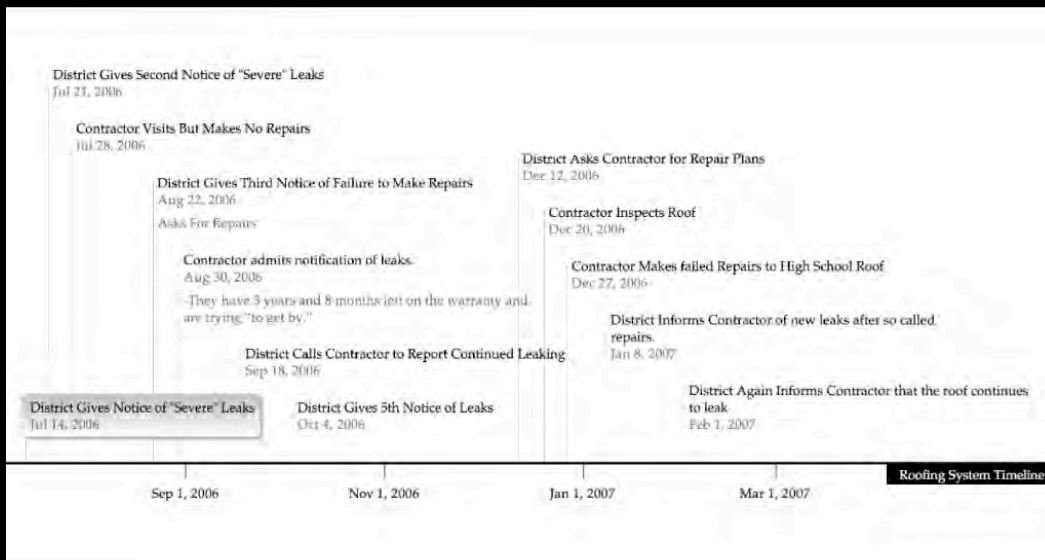 District Gives Second Notice of "Severe" Leaks
Jul 21, 2006
Contractor Visits But Makes No Repairs
Jul 28, 2006
District Gives Third Notice of Failure to Make Repairs
Aug 22, 2006
Asks For Repairs
Contractor admits notification of leaks.
Aug 30, 2006
-They have 3 years and 8 months left on the warranty and
are trying "to get by."
District Calls Contractor to Report Continued Leaking
Sep 18, 2006
District Gives Notice of "Severe" Leaks
Jul 14, 2006
District Gives 5th Notice of Leaks
Oct 4, 2006
District Asks Contractor for Repair Plans
Dec 12, 2006
Contractor Inspects Roof
Dec 20, 2006
Contractor Makes failed Repairs to High School Roof
Dec 27, 2006
District Informs Contractor of new leaks after so called
repairs.
Jan 8, 2007
District Again Informs Contractor that the roof continues
to leak
Feb 1, 2007
Roofing System Timeline
Sep 1, 2006
Nov 1, 2006
Jan 1, 2007
Mar 1, 2007